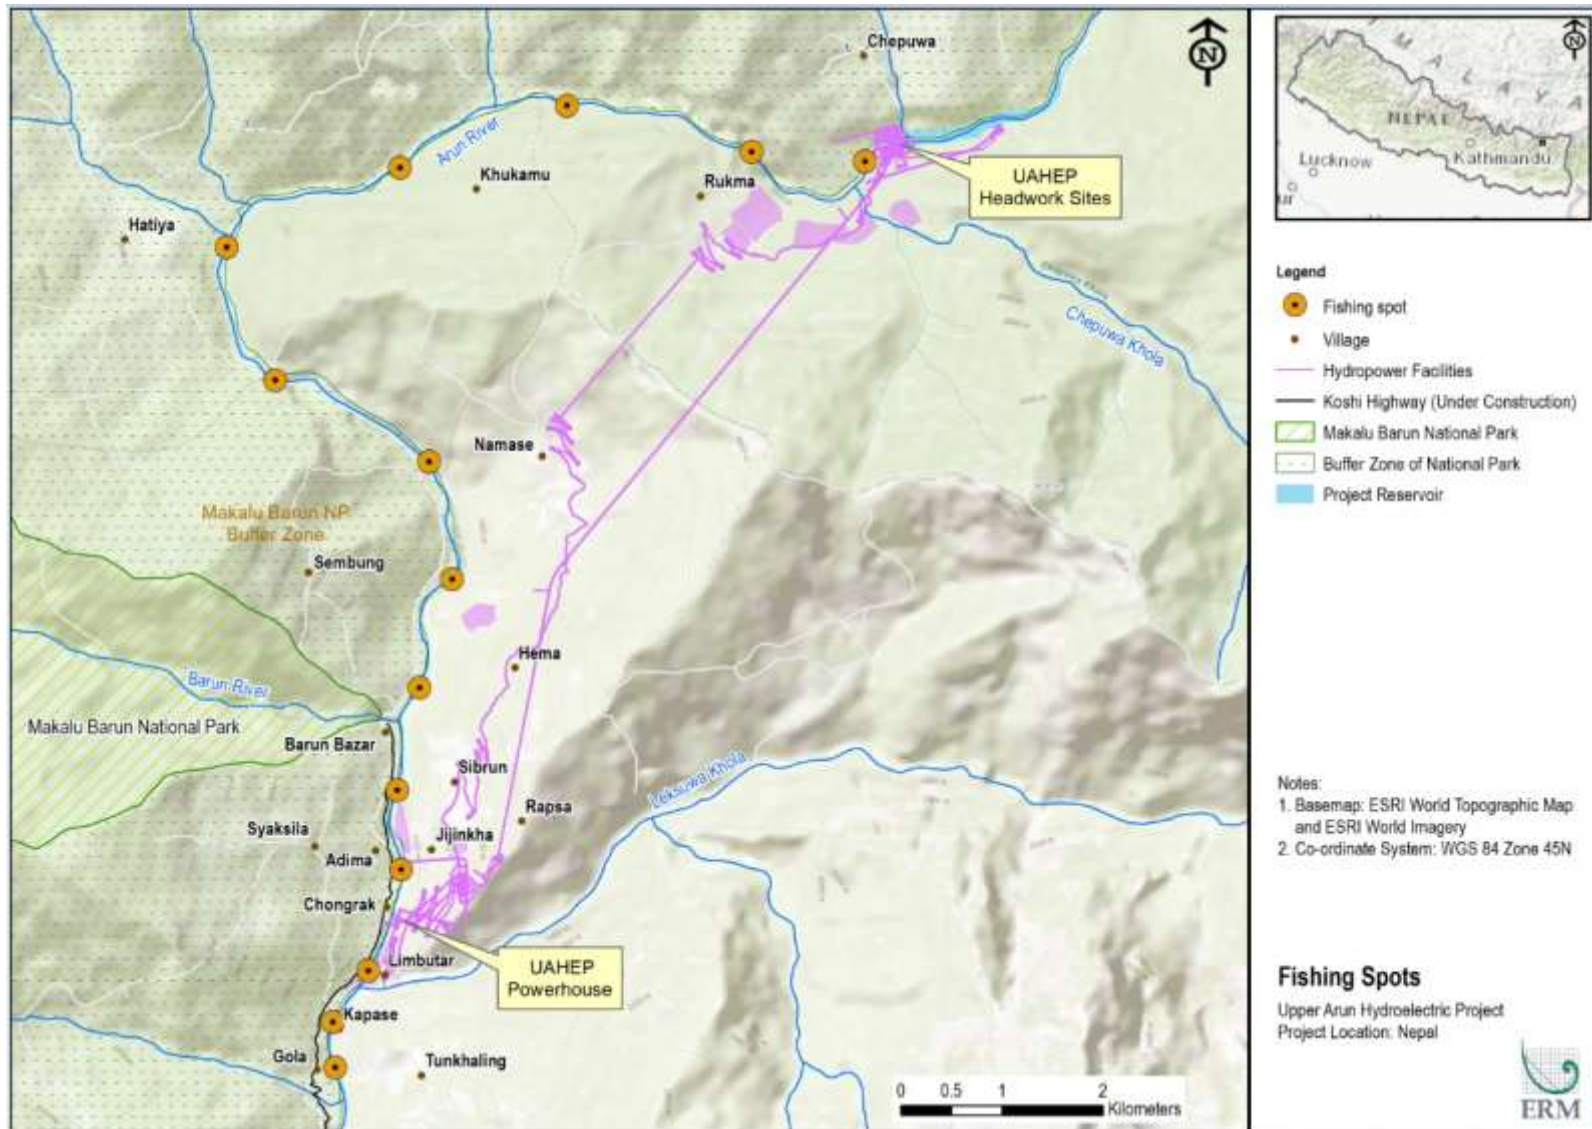 Chepuwa
N
Arun River
Khukamu
Rukma
UAHEP
Headwork Sites
Hatiya
Chepuwa Khola
Namase
Makalu Barun NP
Buffer Zone
Sembung
Hema
Barun River
Makalu Barun National Park
Barun Bazar
Sibrun
Leksuwa Khola
Rapsa
Syaksila
Jijinkha
Adima
Chongrak
Limbutar
UAHEP
Powerhouse
Kapase
Gola
Tunkhaling
0 0.5 1 2
Kilometers
N
MALAYA
NEPAL
Lucknow
Kathmandu
ur
Legend
Fishing spot
Village
Hydropower Facilities
Koshi Highway (Under Construction)
Makalu Barun National Park
Buffer Zone of National Park
Project Reservoir
Notes:
1. Basemap: ESRI World Topographic Map
and ESRI World Imagery
2. Co-ordinate System: WGS 84 Zone 45N
Fishing Spots
Upper Arun Hydroelectric Project
Project Location: Nepal
ERM